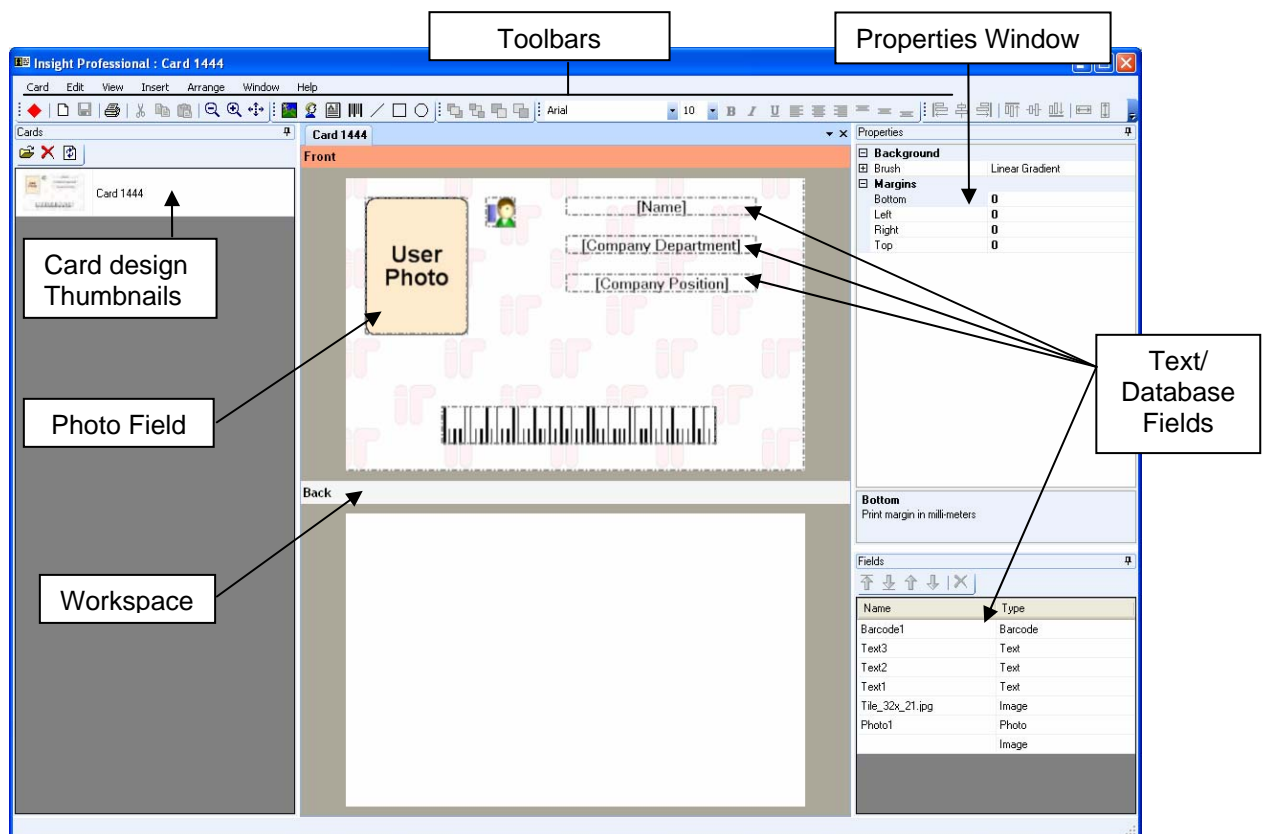 Toolbars
Properties Window
Insight Professional : Card 1444
Card Edit View Insert Arrange Window Help
Arial 10 B I U
Cards
Card 1444
Properties
Front
Background
Brush Linear Gradient
Margins
Bottom 0
Left 0
Right 0
Top 0
Card 1444
Card design
Thumbnails
User
Photo
[Name]
[Company Department]
[Company Position]
Text/
Database
Fields
Photo Field
Back
Bottom
Print margin in milli-meters
Workspace
Fields
Name Type
Barcode1 Barcode
Text3 Text
Text2 Text
Text1 Text
Tile_32x_21.jpg Image
Photo1 Photo
Image